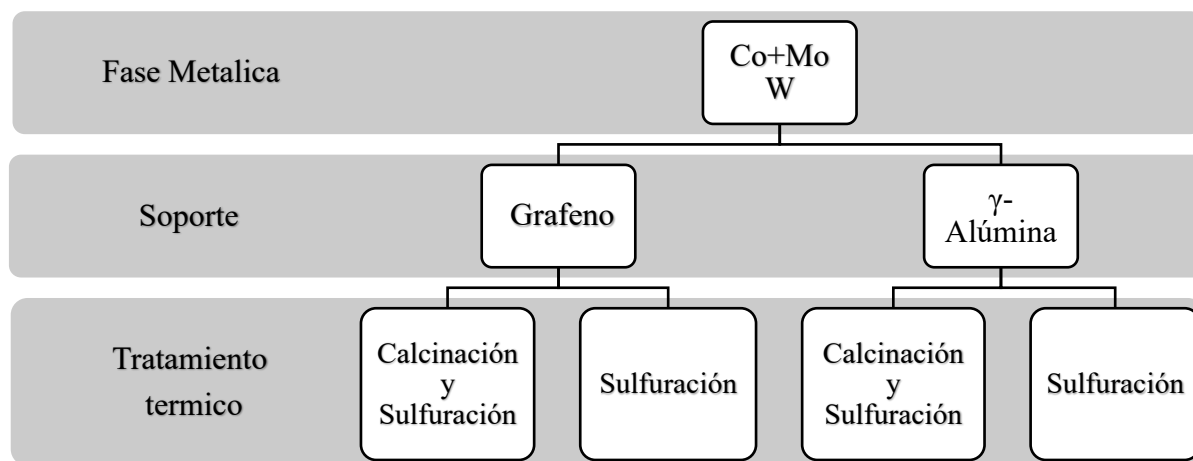 Fase Metalica
Co+Mo
W
Soporte
Grafeno
γ-
Alúmina
Tratamiento
termico
Calcinación
y
Sulfuración
Sulfuración
Calcinación
y
Sulfuración
Sulfuración